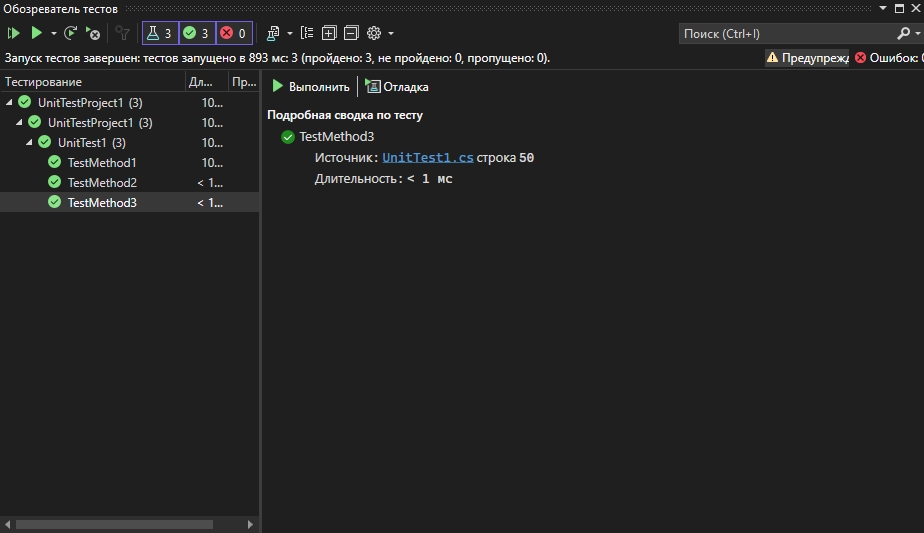 Обозреватель тестов
3 3 0 Поиск (Ctrl+I)
Запуск тестов завершен: тестов запущено в 893 мс: 3 (пройдено: 3, не пройдено: 0, пропущено: 0). Предупрежд Ошибок: 0
Тестирование Дл... Пр...
UnitTestProject1 (3) 10...
UnitTestProject1 (3) 10...
UnitTest1 (3) 10...
TestMethod1 10...
TestMethod2 < 1...
TestMethod3 < 1...
Выполнить Отладка
Подробная сводка по тесту
TestMethod3
Источник: UnitTest1.cs строка 50
Длительность: < 1 мс